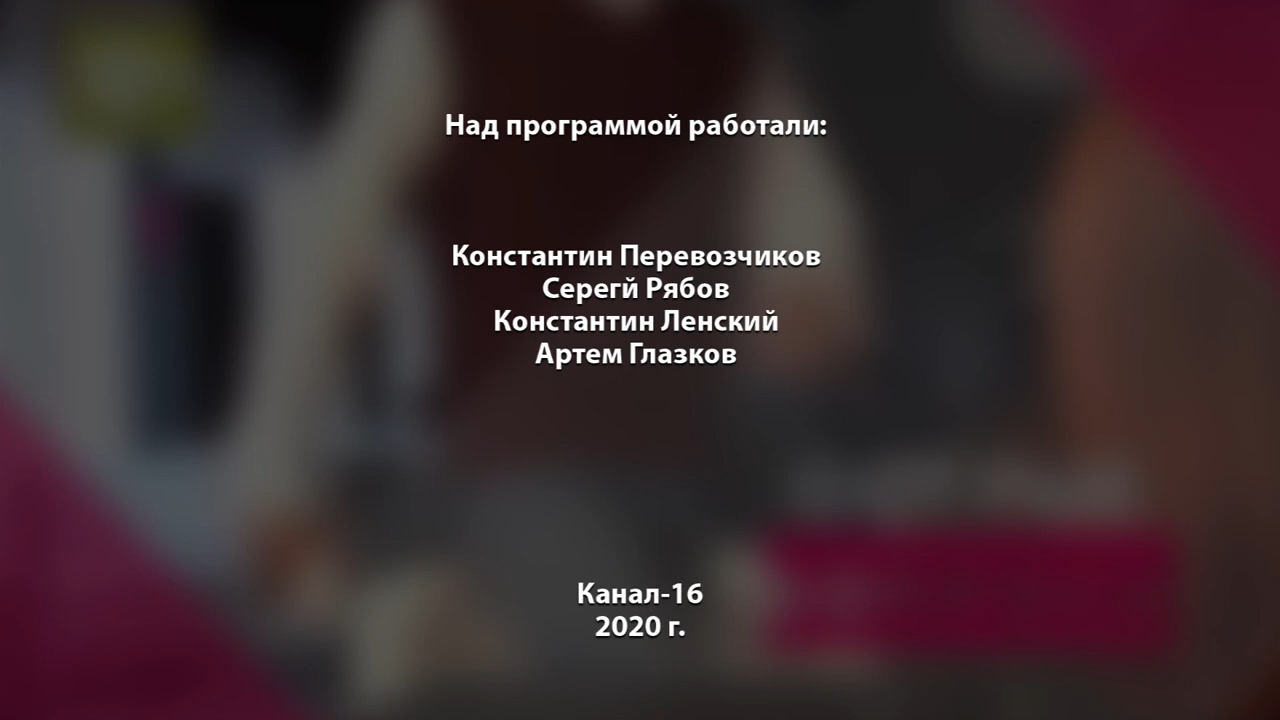 Над программой работали:
Константин Перевозчиков
Серегй Рябов
Константин Ленский
Артем Глазков
Канал-16
2020 г.